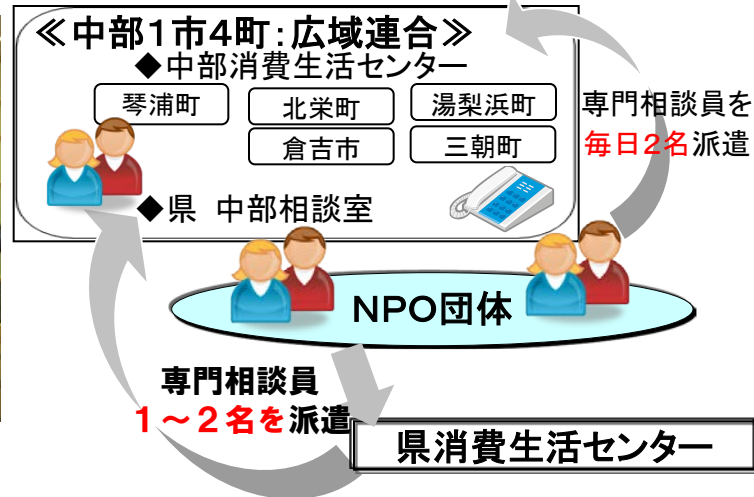 ≪中部1市4町:広域連合≫
◆中部消費生活センター
琴浦町
北栄町
湯梨浜町
倉吉市
三朝町
◆県 中部相談室
専門相談員を
毎日2名派遣
NPO団体
専門相談員
1~2名を派遣
県消費生活センター